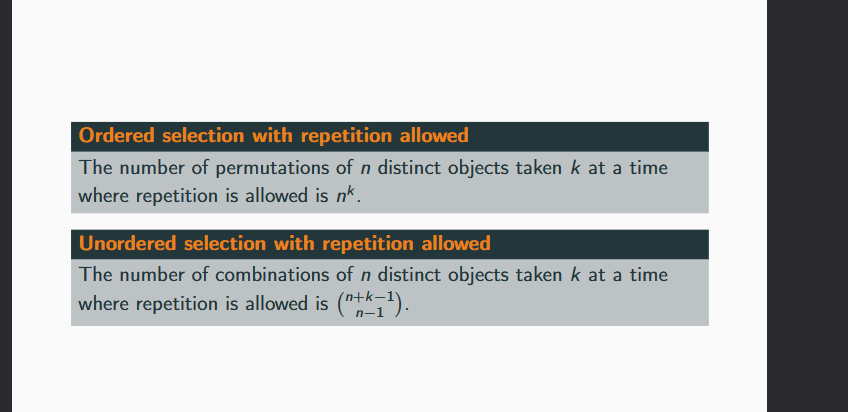 Ordered selection with repetition allowed
The number of permutations of n distinct objects taken k at a time
where repetition is allowed is n^k.
Unordered selection with repetition allowed
The number of combinations of n distinct objects taken k at a time
where repetition is allowed is \binom{n+k−1}{n−1}.